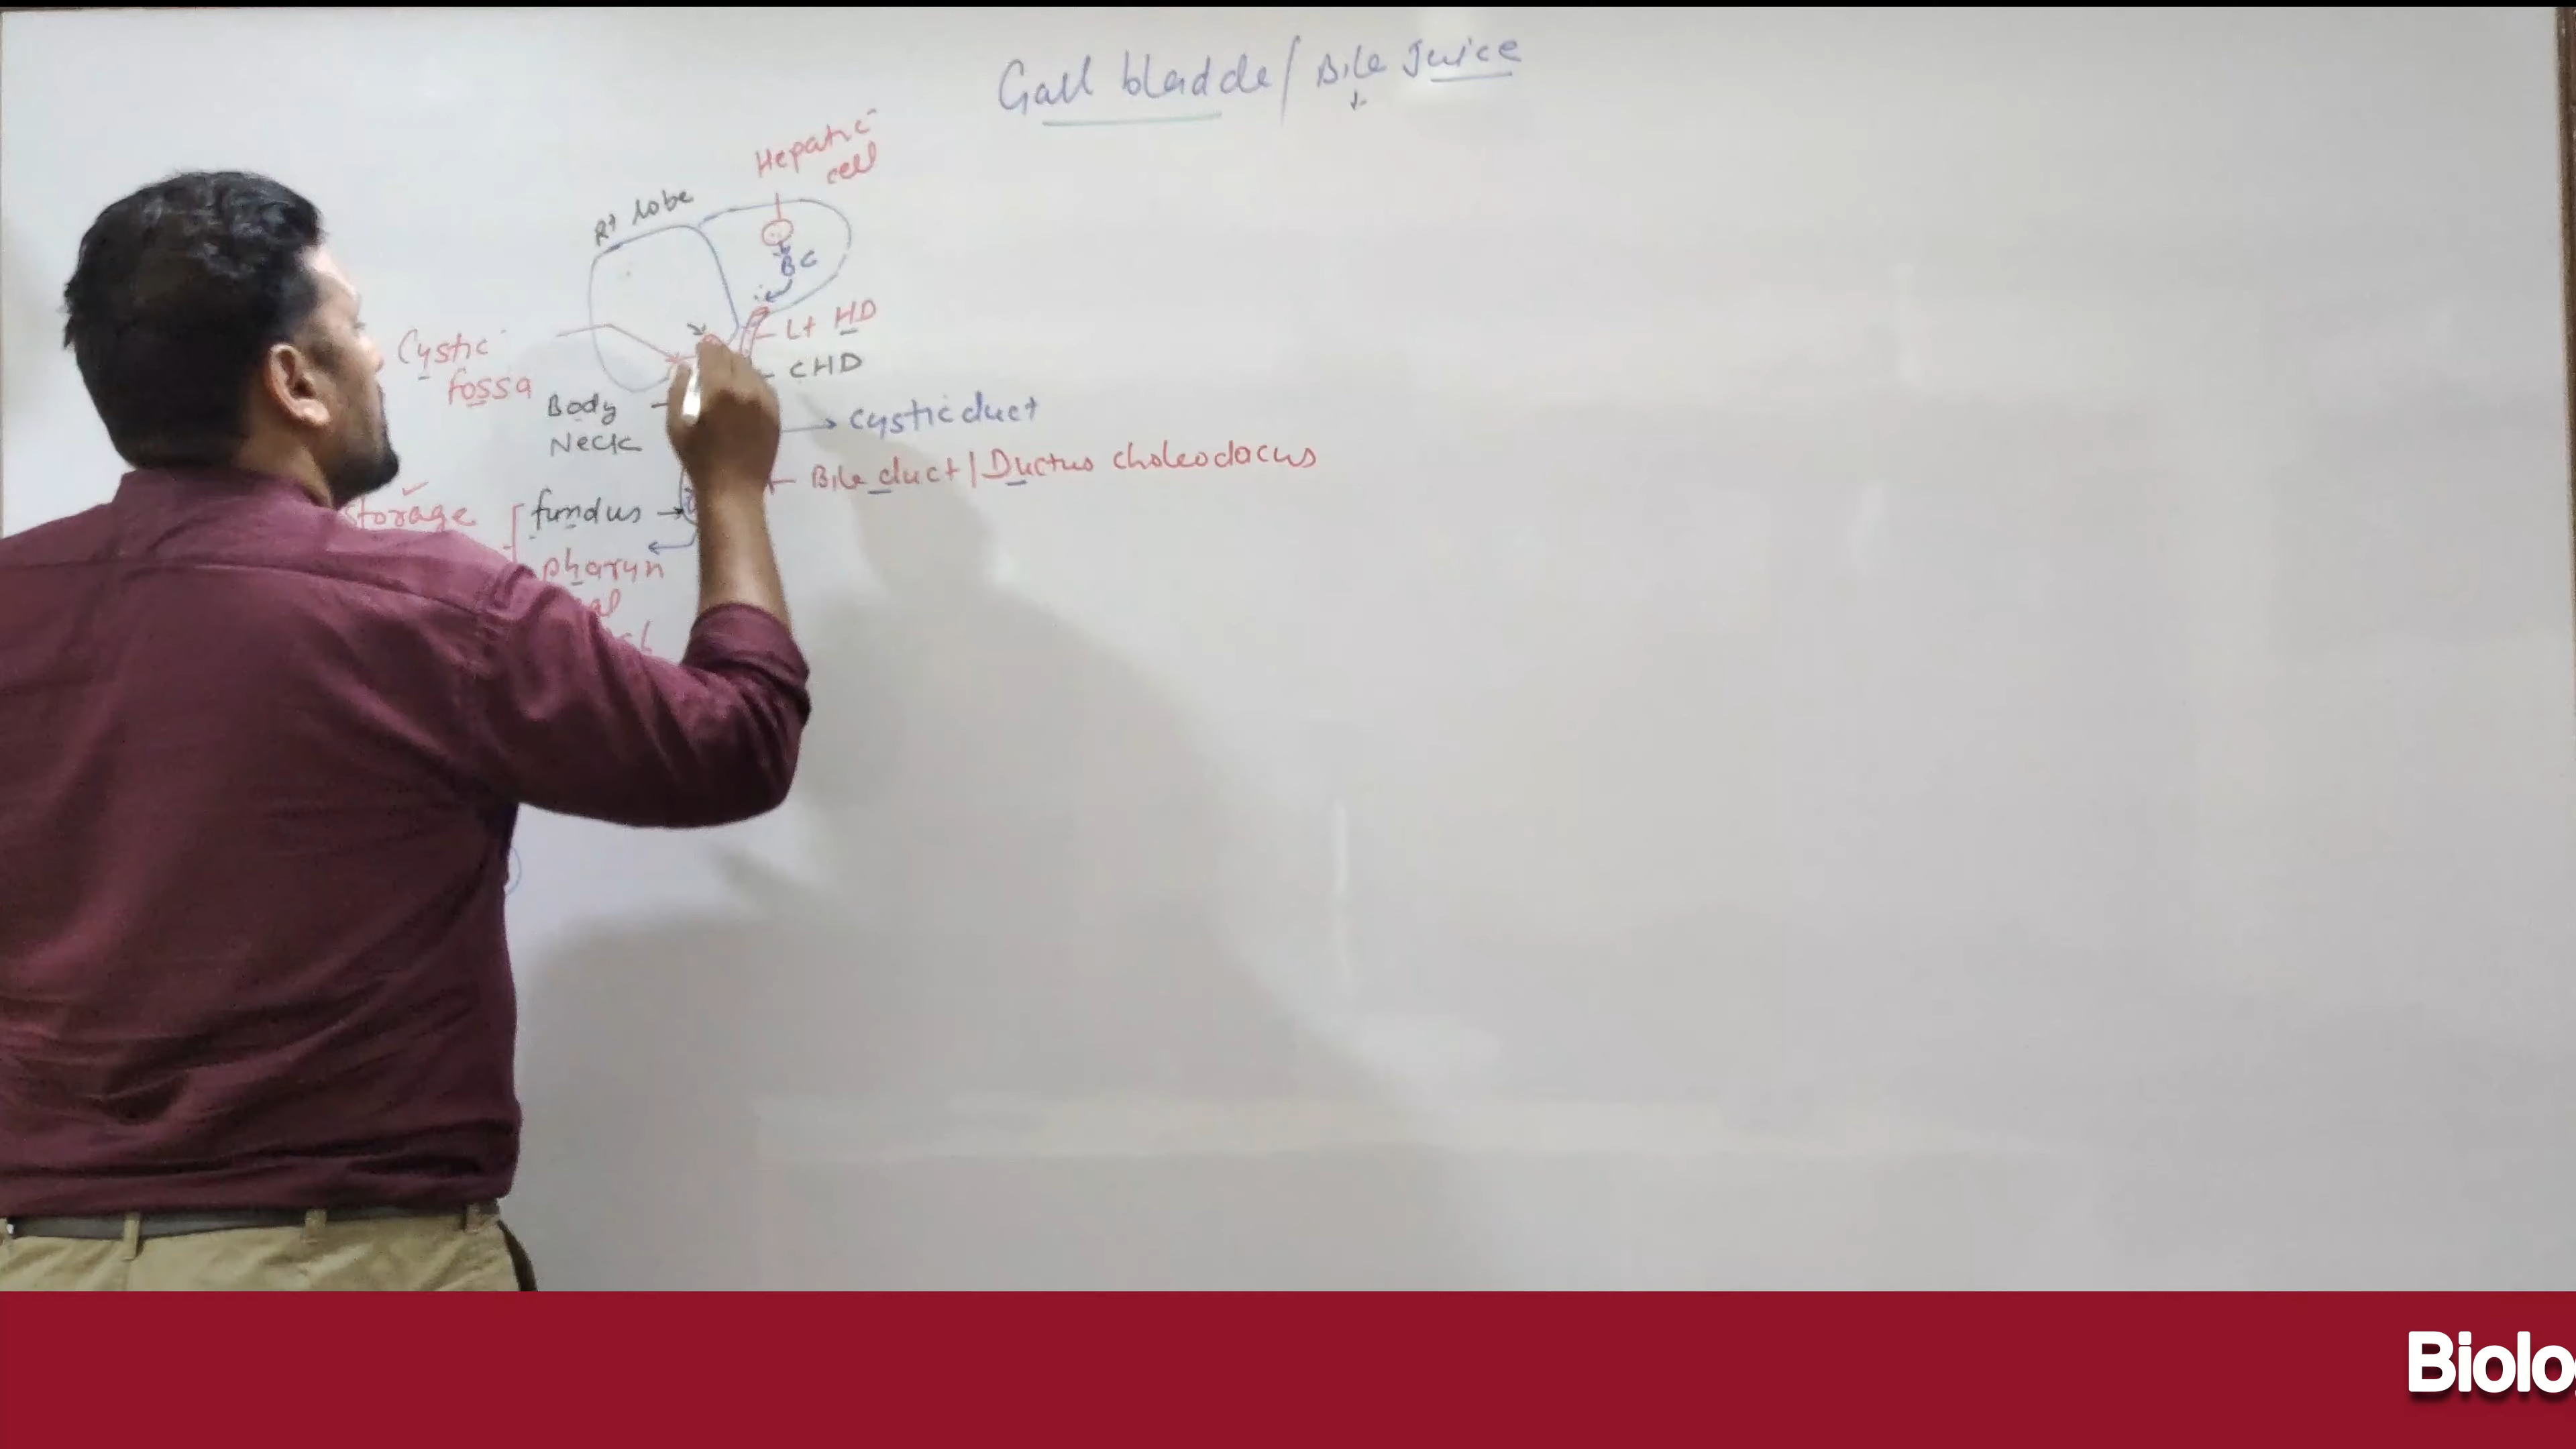 Gall bladde/Bile Juice
Hepatic
cell
Rt lobe
BC
Lt HD
Cystic
fossa
CHD
Body
Neck
Cystic duct
Bile duct/Ductus choleodacus
storage
fundus
pharyn
Biolo